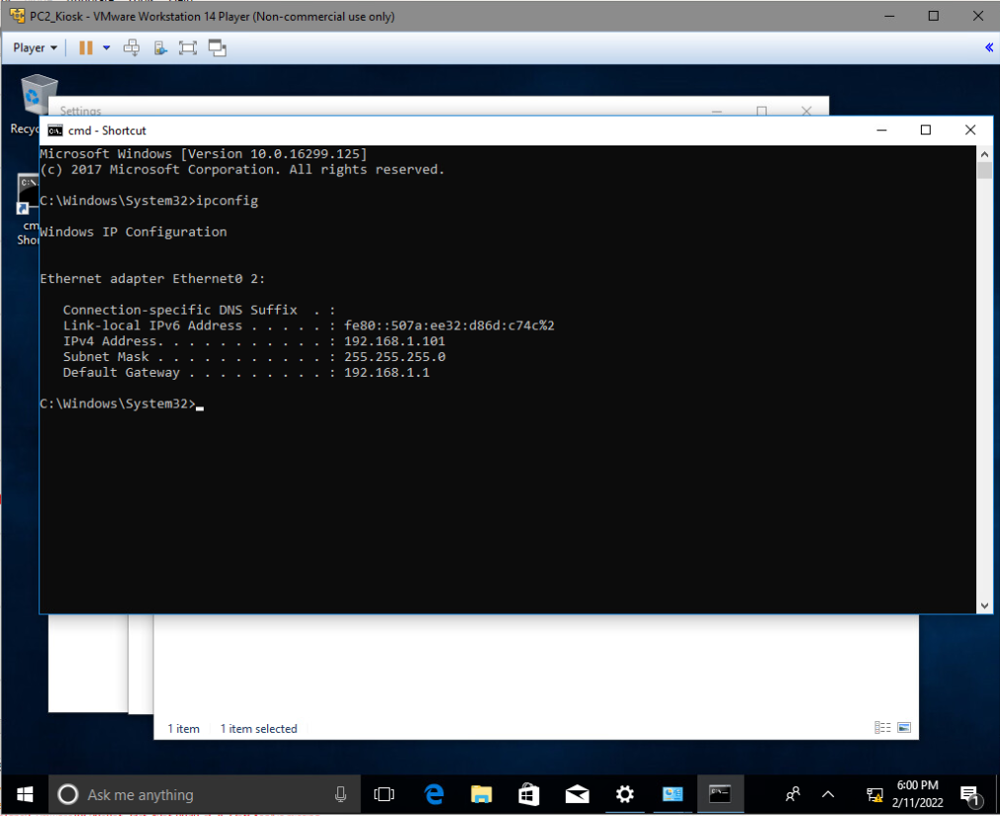 PC2_Kiosk - VMware Workstation 14 Player (Non-commercial use only)
Player
Settings
cmd - Shortcut
Microsoft Windows [Version 10.0.16299.125]
(c) 2017 Microsoft Corporation. All rights reserved.
C:\Windows\System32>ipconfig
Windows IP Configuration
Ethernet adapter Ethernet0 2:
Connection-specific DNS Suffix  . :
Link-local IPv6 Address . . . . . : fe80::507a:ee32:d86d:c74c%2
IPv4 Address. . . . . . . . . . . : 192.168.1.101
Subnet Mask . . . . . . . . . . . : 255.255.255.0
Default Gateway . . . . . . . . . : 192.168.1.1
C:\Windows\System32>
Recyc
cm
Shor
1 item 1 item selected
Ask me anything
6:00 PM
2/11/2022
1